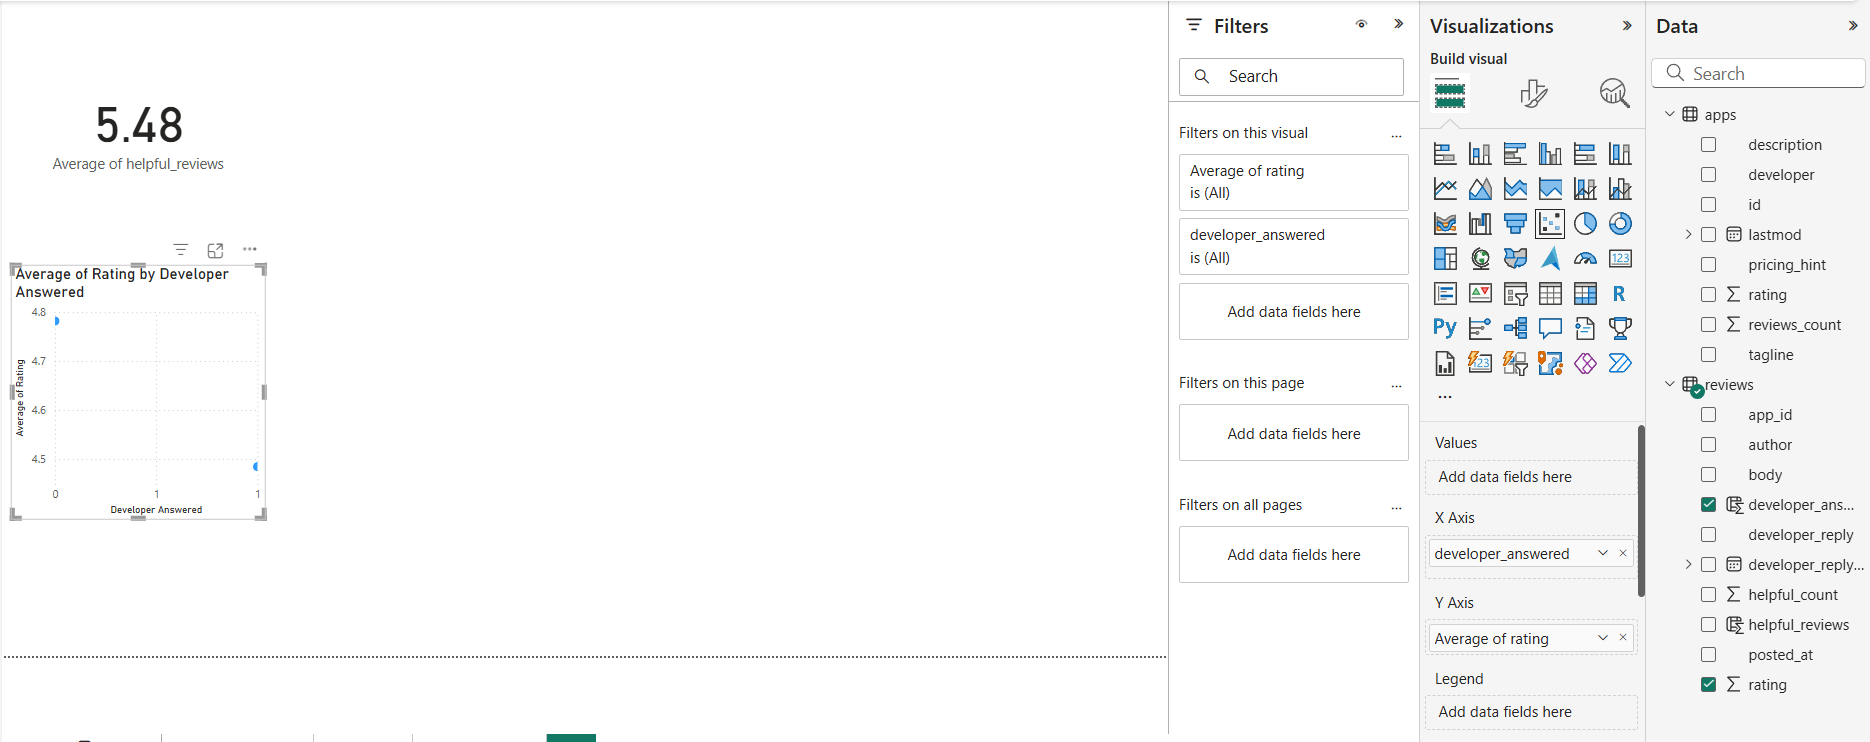 5.48
Average of helpful_reviews
Average of Rating by Developer
Answered
4.8
4.7
4.6
4.5
Average of Rating
0
1
1
Developer Answered
Filters
Search
Filters on this visual
Average of rating
is (All)
developer_answered
is (All)
Add data fields here
Filters on this page
Add data fields here
Filters on all pages
Add data fields here
Visualizations
Build visual
123
R
Py
123
Values
Add data fields here
X Axis
developer_answered
Y Axis
Average of rating
Legend
Add data fields here
Data
Search
apps
description
developer
id
lastmod
pricing_hint
rating
reviews_count
tagline
reviews
app_id
author
body
developer_ans...
developer_reply
developer_reply...
helpful_count
helpful_reviews
posted_at
rating